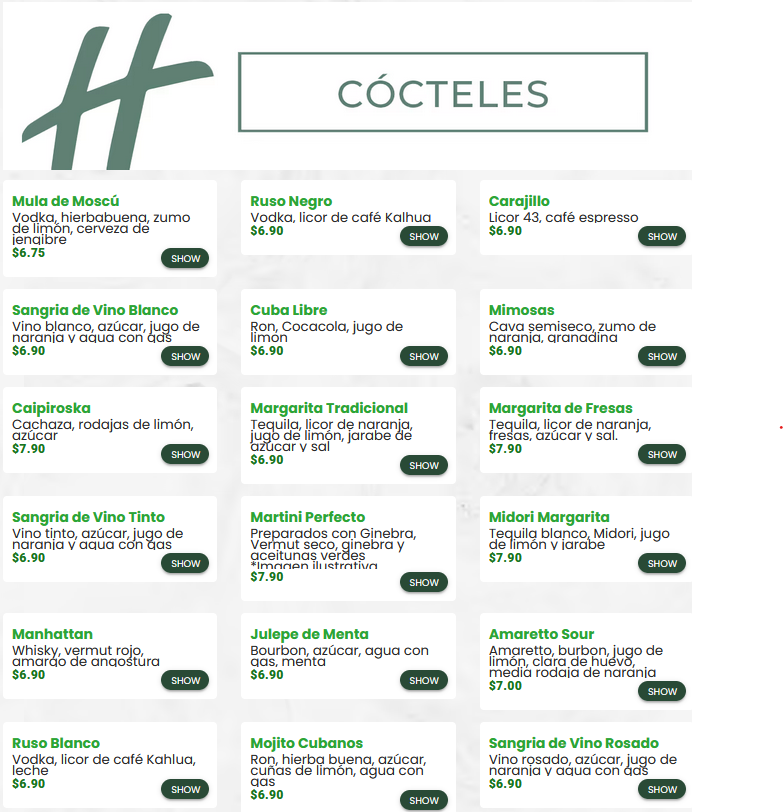 H
CÓCTELES
Mula de Moscú
Vodka, hierbabuena, zumo
de limón, cerveza de
jengibre
$6.75
SHOW
Ruso Negro
Vodka, licor de café Kalhua
$6.90
SHOW
Carajillo
Licor 43, café espresso
$6.90
SHOW
Sangria de Vino Blanco
Vino blanco, azúcar, jugo de
naranja y agua con gas
$6.90
SHOW
Cuba Libre
Ron, Cocacola, jugo de
limon
$6.90
SHOW
Mimosas
Cava semiseco, zumo de
naranja, granadina
$6.90
SHOW
Caipiroska
Cachaza, rodajas de limón,
azúcar
$7.90
SHOW
Margarita Tradicional
Tequila, licor de naranja,
jugo de limón, jarabe de
azúcar y sal
$6.90
SHOW
Margarita de Fresas
Tequila, licor de naranja,
fresas, azúcar y sal.
$7.90
SHOW
Sangria de Vino Tinto
Vino tinto, azúcar, jugo de
naranja y agua con gas
$6.90
SHOW
Martini Perfecto
Preparados con Ginebra,
Vermut seco, ginebra y
aceitunas verdes
*Imagen ilustrativa
$7.90
SHOW
Midori Margarita
Tequila blanco, Midori, jugo
de limón y jarabe
$7.90
SHOW
Manhattan
Whisky, vermut rojo,
amargo de angostura
$6.90
SHOW
Julepe de Menta
Bourbon, azúcar, agua con
gas, menta
$6.90
SHOW
Amaretto Sour
Amaretto, burbon, jugo de
limón, clara de huevo,
media rodaja de naranja
$7.00
SHOW
Ruso Blanco
Vodka, licor de café Kahlua,
leche
$6.90
SHOW
Mojito Cubanos
Ron, hierba buena, azúcar,
cuñas de limón, agua con
gas
$6.90
SHOW
Sangria de Vino Rosado
Vino rosado, azúcar, jugo de
naranja y agua con gas
$6.90
SHOW